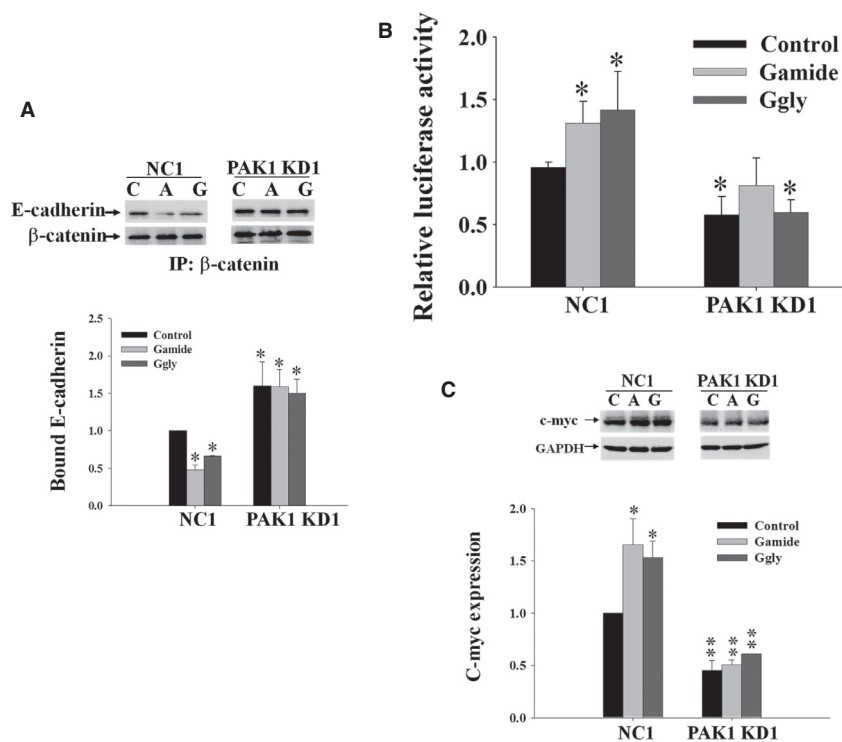 A
NC1 PAK1 KD1
C A G C A G
E-cadherin
β-catenin
IP: β-catenin
Bound E-cadherin
2.5
2.0
1.5
1.0
0.5
0.0
Control
Gamide
Ggly
* * * * *
NC1 PAK1 KD1
B
Relative luciferase activity
2.0
1.5
1.0
0.5
0.0
Control
Gamide
Ggly
* * * *
NC1 PAK1 KD1
C
NC1 PAK1 KD1
C A G C A G
c-myc
GAPDH
C-myc expression
2.0
1.5
1.0
0.5
0.0
Control
Gamide
Ggly
* * ** ** **
NC1 PAK1 KD1